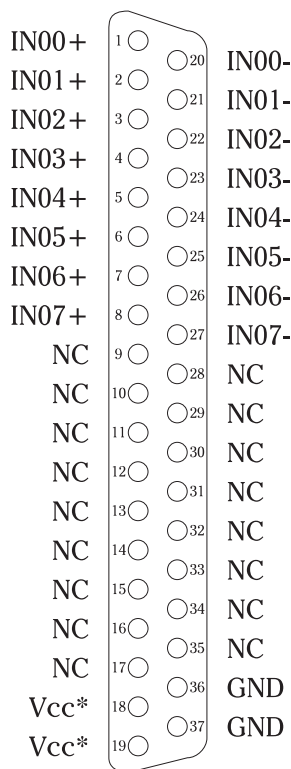 IN00+ 1
20 IN00-
IN01+ 2
21 IN01-
IN02+ 3
22 IN02-
IN03+ 4
23 IN03-
IN04+ 5
24 IN04-
IN05+ 6
25 IN05-
IN06+ 7
26 IN06-
IN07+ 8
27 IN07-
NC 9
28 NC
NC 10
29 NC
NC 11
30 NC
NC 12
31 NC
NC 13
32 NC
NC 14
33 NC
NC 15
34 NC
NC 16
35 NC
NC 17
36 GND
Vcc* 18
37 GND
Vcc* 19